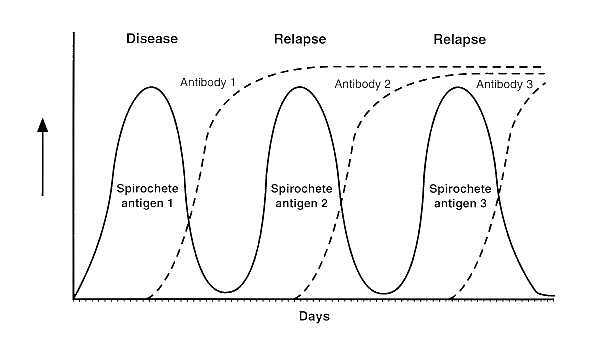 Disease Relapse Relapse
Antibody 1 Antibody 2 Antibody 3
Spirochete antigen 1
Spirochete antigen 2
Spirochete antigen 3
Days